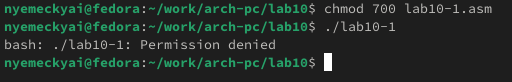 nyemeckyai@fedora:~/work/arch-pc/lab10$ chmod 700 lab10-1.asm
nyemeckyai@fedora:~/work/arch-pc/lab10$ ./lab10-1
bash: ./lab10-1: Permission denied
nyemeckyai@fedora:~/work/arch-pc/lab10$